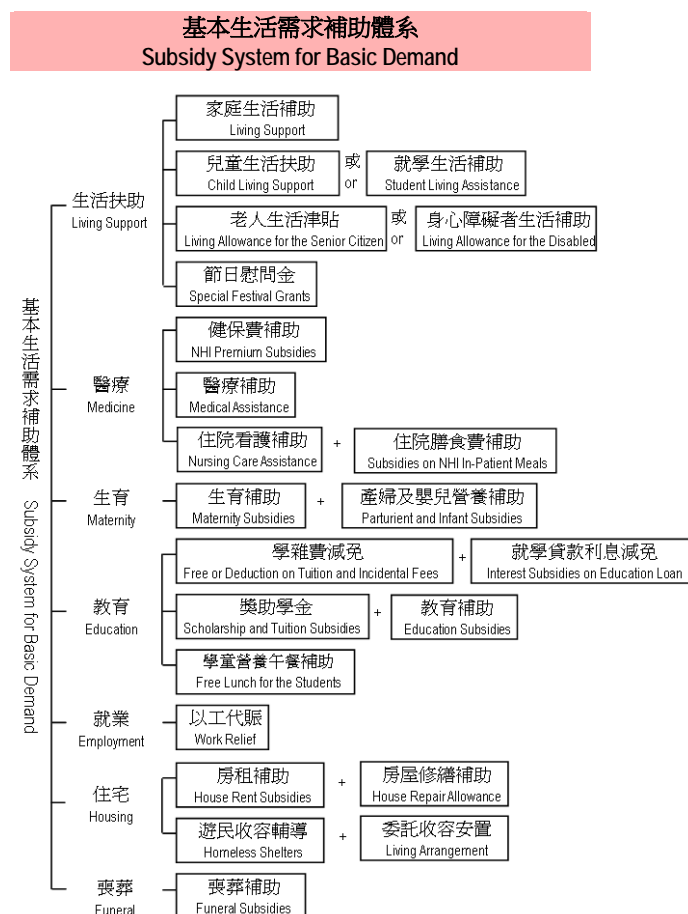 基本生活需求補助體系
Subsidy System for Basic Demand
基本生活需求補助體系 Subsidy System for Basic Demand
生活扶助
Living Support
家庭生活補助
Living Support
兒童生活扶助 或 就學生活補助
Child Living Support or Student Living Assistance
老人生活津貼 或 身心障礙者生活補助
Living Allowance for the Senior Citizen or Living Allowance for the Disabled
節日慰問金
Special Festival Grants
醫療
Medicine
健保費補助
NHI Premium Subsidies
醫療補助
Medical Assistance
住院看護補助 + 住院膳食費補助
Nursing Care Assistance Subsidies on NHI In-Patient Meals
生育
Maternity
生育補助 + 產婦及嬰兒營養補助
Maternity Subsidies Parturient and Infant Subsidies
教育
Education
學雜費減免 + 就學貸款利息減免
Free or Deduction on Tuition and Incidental Fees Interest Subsidies on Education Loan
獎助學金 + 教育補助
Scholarship and Tuition Subsidies Education Subsidies
學童營養午餐補助
Free Lunch for the Students
就業
Employment
以工代賑
Work Relief
住宅
Housing
房租補助 + 房屋修繕補助
House Rent Subsidies House Repair Allowance
遊民收容輔導 + 委託收容安置
Homeless Shelters Living Arrangement
喪葬
Funeral
喪葬補助
Funeral Subsidies